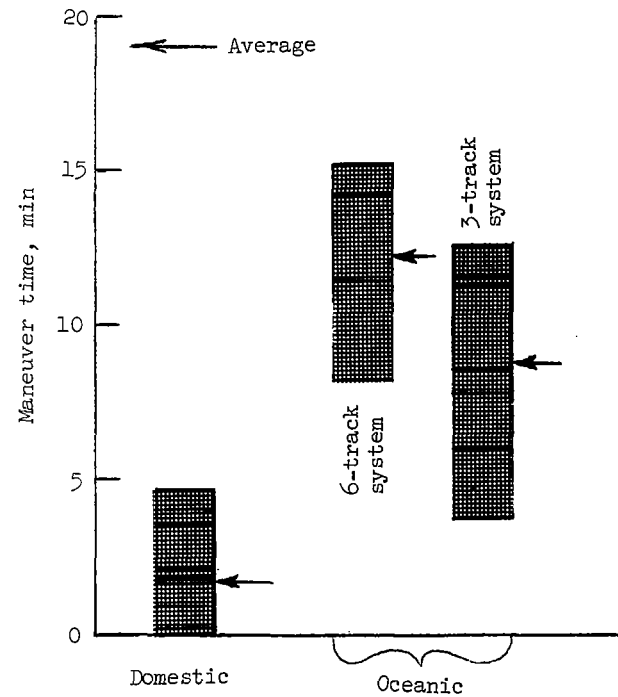 20
Average
15
3-track
system
10
Maneuver time, min
6-track
system
5
0
Domestic
Oceanic